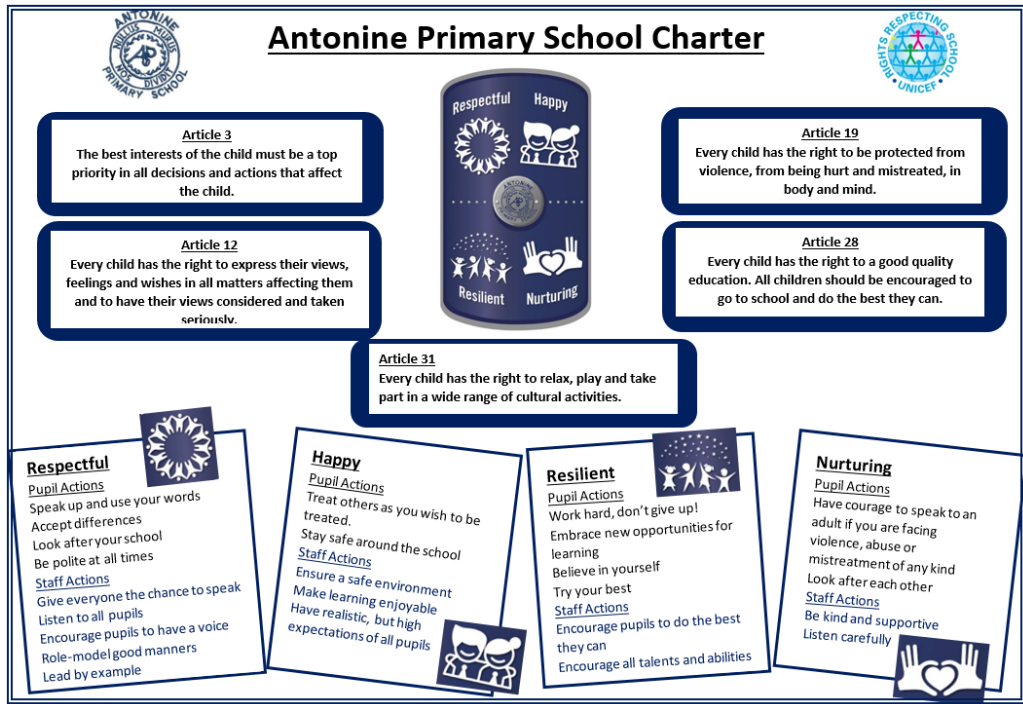 ANTONINE
NULLUS MURUS
NOS DIVIDIT
PRIMARY SCHOOL
Antonine Primary School Charter
RIGHTS RESPECTING SCHOOL
UNICEF
Respectful Happy
Resilient Nurturing
Article 3
The best interests of the child must be a top
priority in all decisions and actions that affect
the child.
Article 19
Every child has the right to be protected from
violence, from being hurt and mistreated, in
body and mind.
Article 12
Every child has the right to express their views,
feelings and wishes in all matters affecting them
and to have their views considered and taken
seriously.
Article 28
Every child has the right to a good quality
education. All children should be encouraged to
go to school and do the best they can.
Article 31
Every child has the right to relax, play and take
part in a wide range of cultural activities.
Respectful
Pupil Actions
Speak up and use your words
Accept differences
Look after your school
Be polite at all times
Staff Actions
Give everyone the chance to speak
Listen to all pupils
Encourage pupils to have a voice
Role-model good manners
Lead by example
Happy
Pupil Actions
Treat others as you wish to be
treated.
Stay safe around the school
Staff Actions
Ensure a safe environment
Make learning enjoyable
Have realistic, but high
expectations of all pupils
Resilient
Pupil Actions
Work hard, don't give up!
Embrace new opportunities for
learning
Believe in yourself
Try your best
Staff Actions
Encourage pupils to do the best
they can
Encourage all talents and abilities
Nurturing
Pupil Actions
Have courage to speak to an
adult if you are facing
violence, abuse or
mistreatment of any kind
Look after each other
Staff Actions
Be kind and supportive
Listen carefully